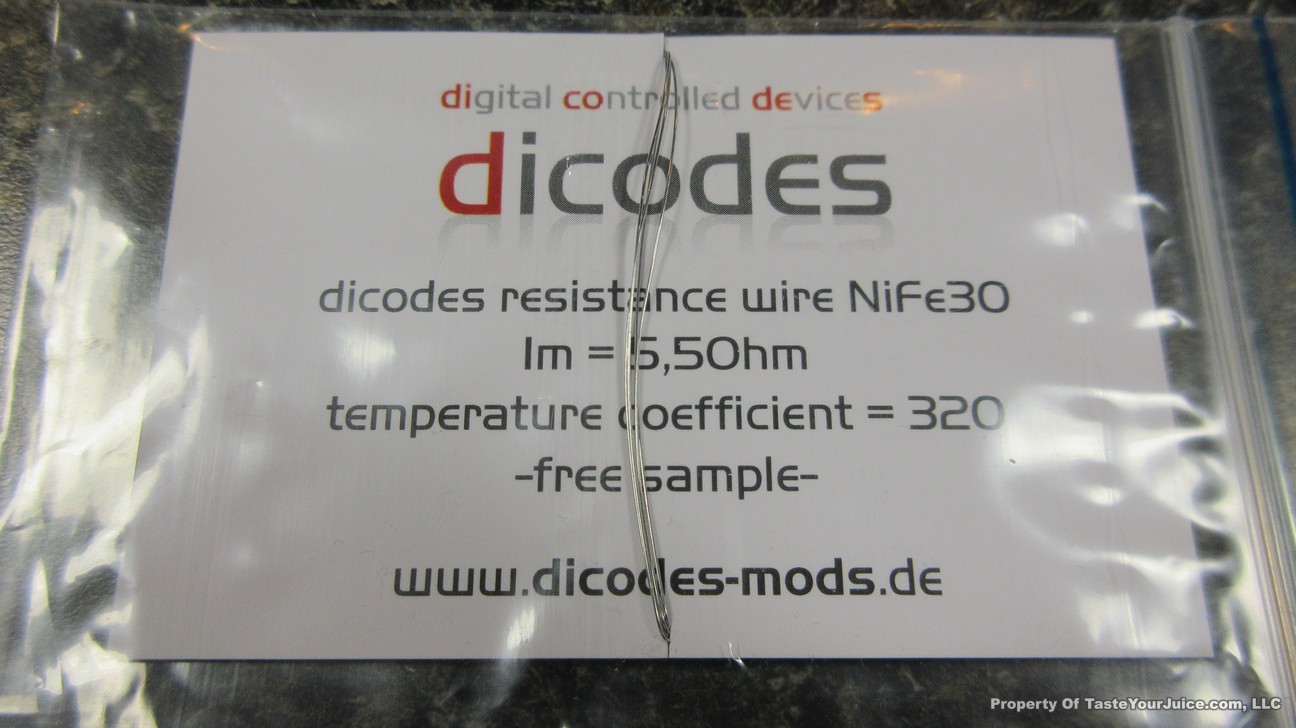 digital controlled devices
dicodes
dicodes resistance wire NiFe30
1m = 5,5Ohm
temperature coefficient = 320
-free sample-
www.dicodes-mods.de
Property Of TasteYourJuice.com, LLC